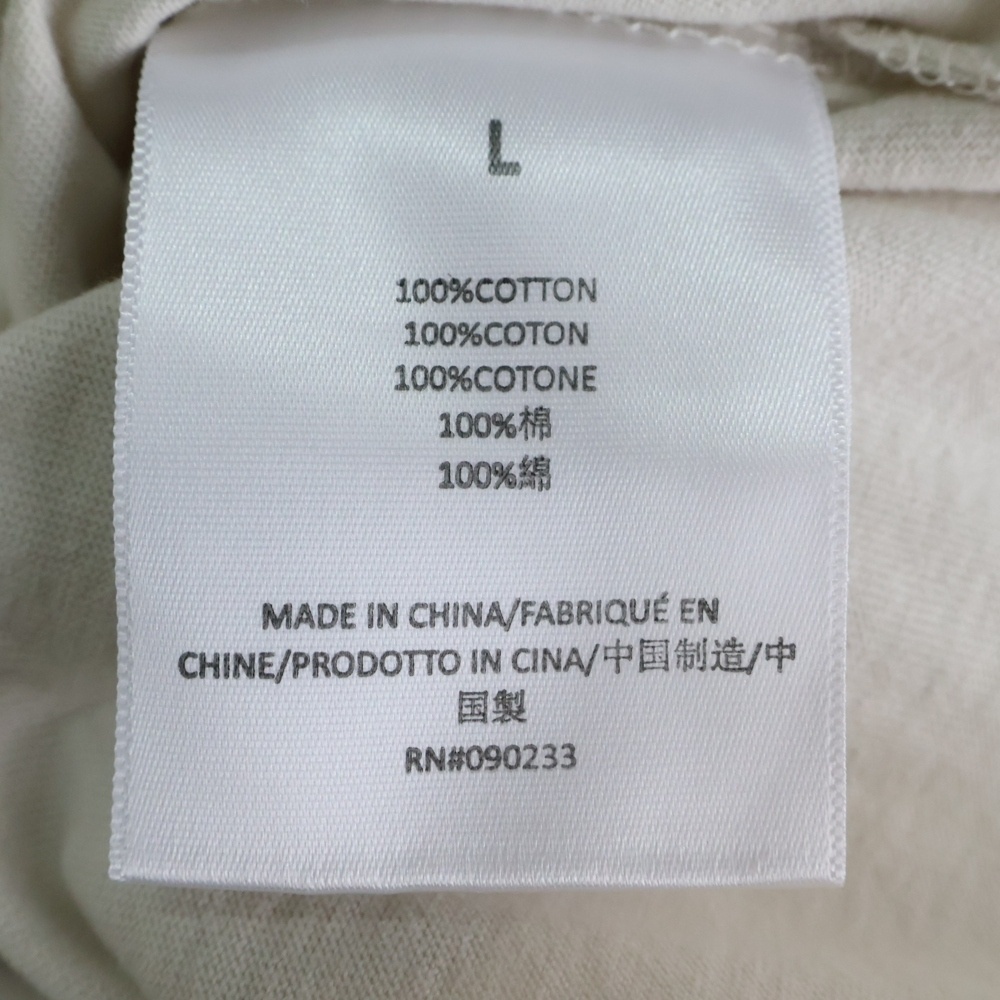 L
100%COTTON
100%COTON
100%COTONE
100%棉
100%綿
MADE IN CHINA/FABRIQUÉ EN
CHINE/PRODOTTO IN CINA/中国制造/中
国製
RN#090233